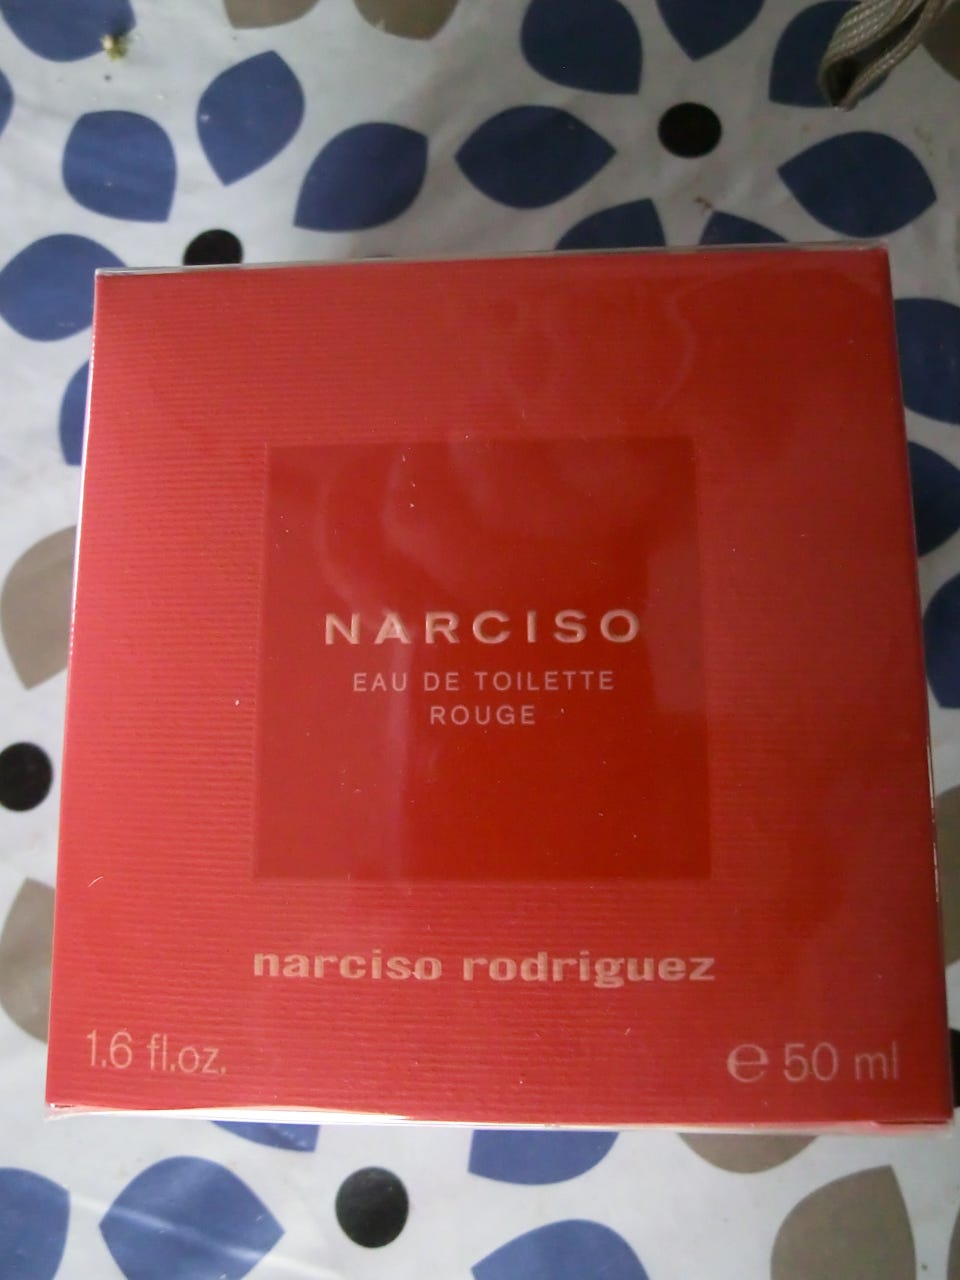 NARCISO
EAU DE TOILETTE
ROUGE
narciso rodriguez
1.6 fl.oz. ℮ 50 ml